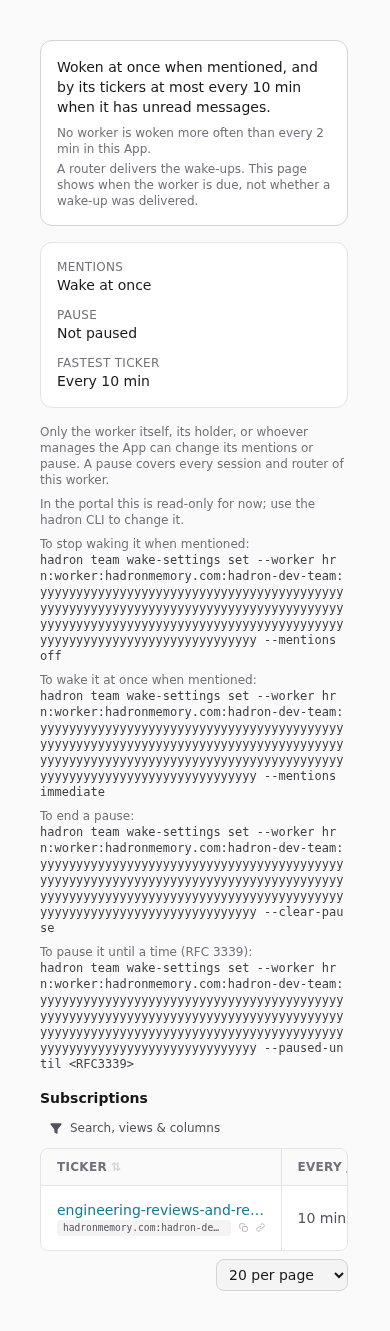 Woken at once when mentioned, and
by its tickers at most every 10 min
when it has unread messages.
No worker is woken more often than every 2
min in this App.
A router delivers the wake-ups. This page
shows when the worker is due, not whether a
wake-up was delivered.
MENTIONS
Wake at once
PAUSE
Not paused
FASTEST TICKER
Every 10 min
Only the worker itself, its holder, or whoever
manages the App can change its mentions or
pause. A pause covers every session and router of
this worker.
In the portal this is read-only for now; use the
hadron CLI to change it.
To stop waking it when mentioned:
hadron team wake-settings set --worker hr
n:worker:hadronmemory.com:hadron-dev-team:
yyyyyyyyyyyyyyyyyyyyyyyyyyyyyyyyyyyyyyyyyy
yyyyyyyyyyyyyyyyyyyyyyyyyyyyyyyyyyyyyyyyyy
yyyyyyyyyyyyyyyyyyyyyyyyyyyyyyyyyyyyyyyyyy
yyyyyyyyyyyyyyyyyyyyyyyyyyyyyy --mentions
off
To wake it at once when mentioned:
hadron team wake-settings set --worker hr
n:worker:hadronmemory.com:hadron-dev-team:
yyyyyyyyyyyyyyyyyyyyyyyyyyyyyyyyyyyyyyyyyy
yyyyyyyyyyyyyyyyyyyyyyyyyyyyyyyyyyyyyyyyyy
yyyyyyyyyyyyyyyyyyyyyyyyyyyyyyyyyyyyyyyyyy
yyyyyyyyyyyyyyyyyyyyyyyyyyyyyy --mentions
immediate
To end a pause:
hadron team wake-settings set --worker hr
n:worker:hadronmemory.com:hadron-dev-team:
yyyyyyyyyyyyyyyyyyyyyyyyyyyyyyyyyyyyyyyyyy
yyyyyyyyyyyyyyyyyyyyyyyyyyyyyyyyyyyyyyyyyy
yyyyyyyyyyyyyyyyyyyyyyyyyyyyyyyyyyyyyyyyyy
yyyyyyyyyyyyyyyyyyyyyyyyyyyyyy --clear-pau
se
To pause it until a time (RFC 3339):
hadron team wake-settings set --worker hr
n:worker:hadronmemory.com:hadron-dev-team:
yyyyyyyyyyyyyyyyyyyyyyyyyyyyyyyyyyyyyyyyyy
yyyyyyyyyyyyyyyyyyyyyyyyyyyyyyyyyyyyyyyyyy
yyyyyyyyyyyyyyyyyyyyyyyyyyyyyyyyyyyyyyyyyy
yyyyyyyyyyyyyyyyyyyyyyyyyyyyyy --paused-un
til <RFC3339>
Subscriptions
Search, views & columns
TICKER EVERY
engineering-reviews-and-re…
10 min
hadronmemory.com:hadron-de…
20 per page